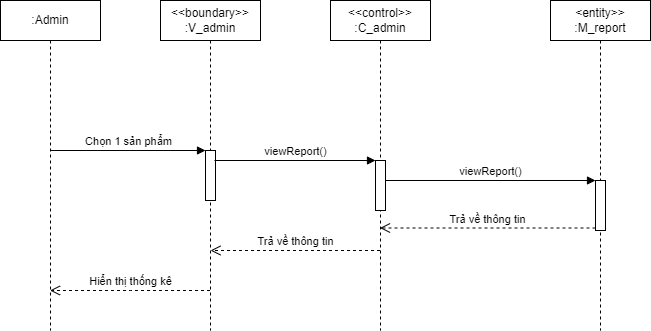 :Admin
<<boundary>>
:V_admin
<<control>>
:C_admin
<entity>>
:M_report
Chọn 1 sản phẩm
viewReport()
viewReport()
Trả về thông tin
Trả về thông tin
Hiển thị thống kê